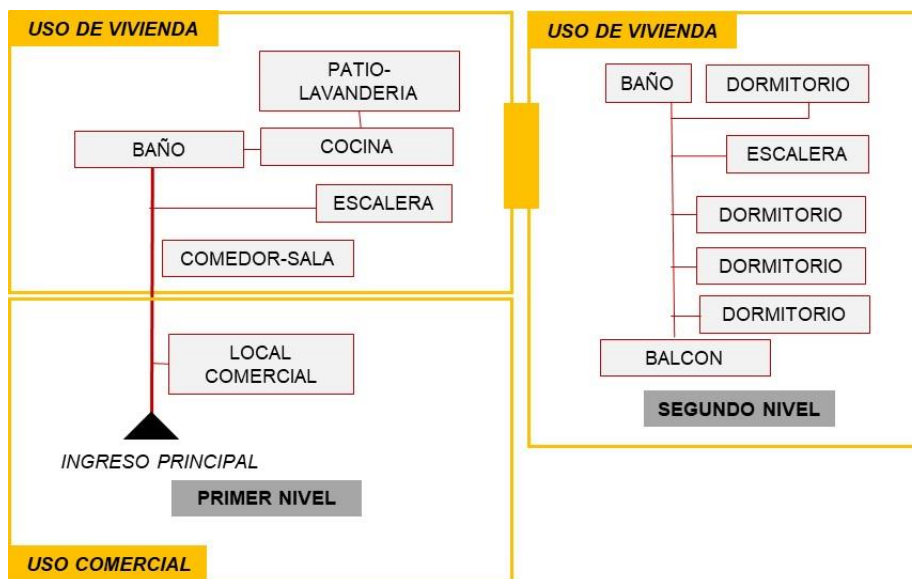 USO DE VIVIENDA
PATIO-
LAVANDERIA
BAÑO
COCINA
ESCALERA
COMEDOR-SALA
LOCAL
COMERCIAL
INGRESO PRINCIPAL
PRIMER NIVEL
USO COMERCIAL
USO DE VIVIENDA
BAÑO
DORMITORIO
ESCALERA
DORMITORIO
DORMITORIO
DORMITORIO
BALCON
SEGUNDO NIVEL